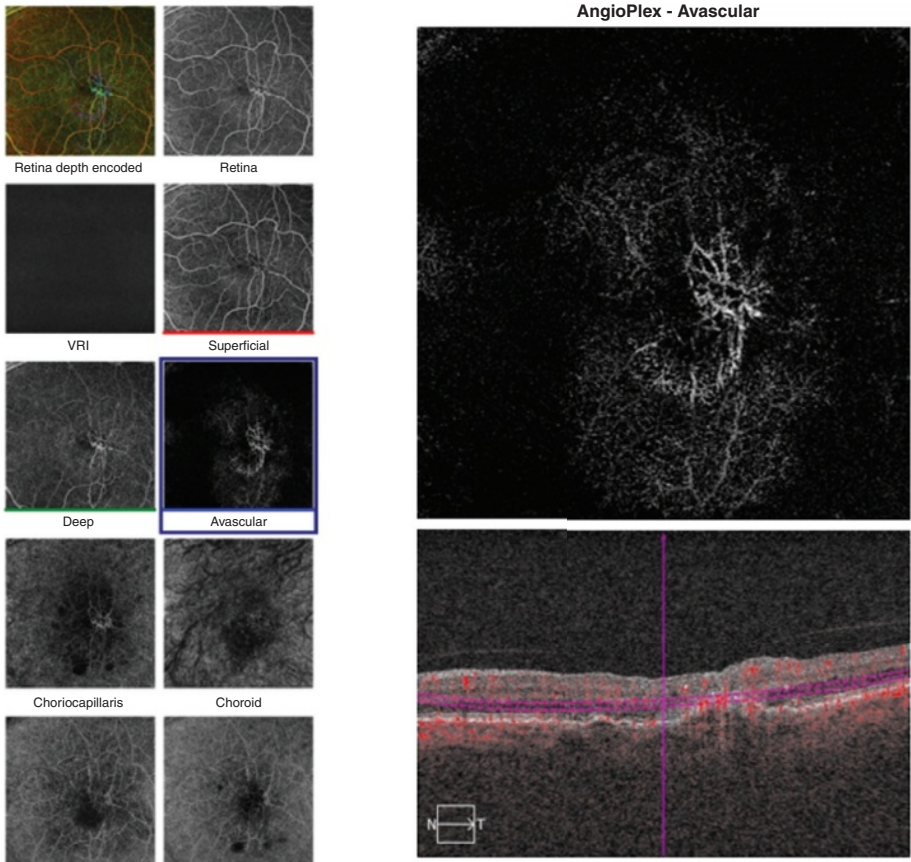 AngioPlex - Avascular
Retina depth encoded
Retina
VRI
Superficial
Deep
Avascular
Choriocapillaris
Choroid
N
T